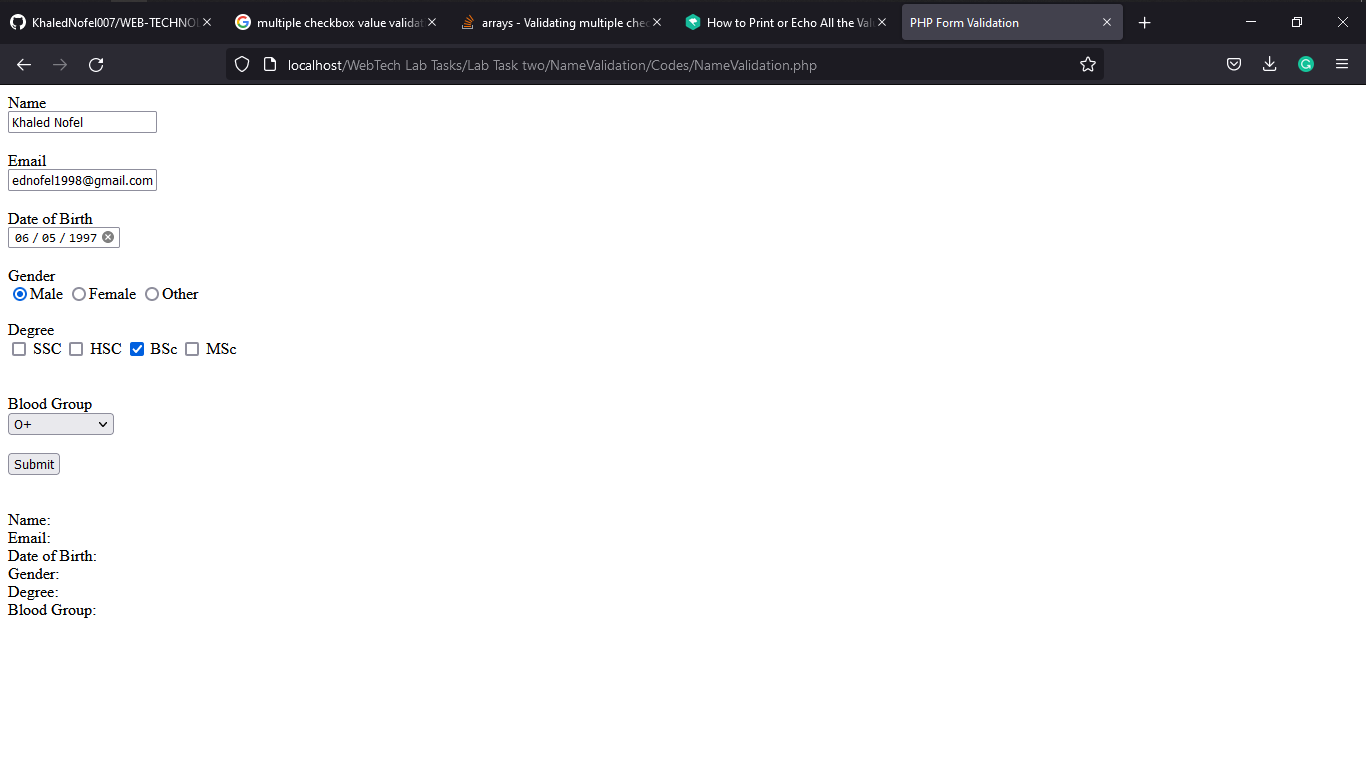 KhaledNofel007/WEB-TECHNOL
multiple checkbox value validat
arrays - Validating multiple chec
How to Print or Echo All the Val
PHP Form Validation
localhost/WebTech Lab Tasks/Lab Task two/NameValidation/Codes/NameValidation.php
Name
Khaled Nofel
Email
ednofel1998@gmail.com
Date of Birth
06 / 05 / 1997
Gender
Male Female Other
Degree
SSC HSC BSc MSc
Blood Group
O+
Submit
Name:
Email:
Date of Birth:
Gender:
Degree:
Blood Group: